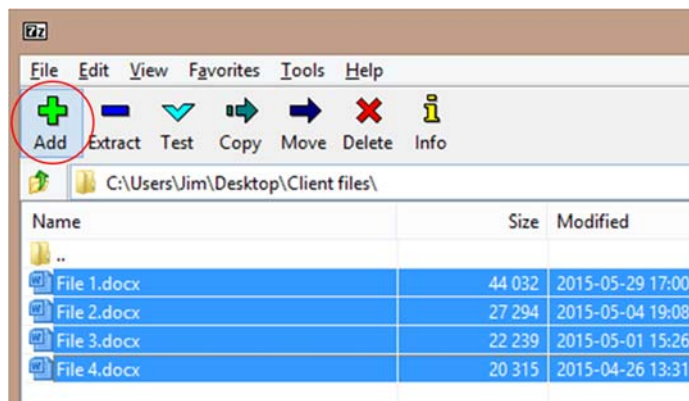 7z
File Edit View Favorites Tools Help
Add Extract Test Copy Move Delete Info
C:\Users\Jim\Desktop\Client files\
Name Size Modified
..
File 1.docx 44 032 2015-05-29 17:00
File 2.docx 27 294 2015-05-04 19:08
File 3.docx 22 239 2015-05-01 15:26
File 4.docx 20 315 2015-04-26 13:31